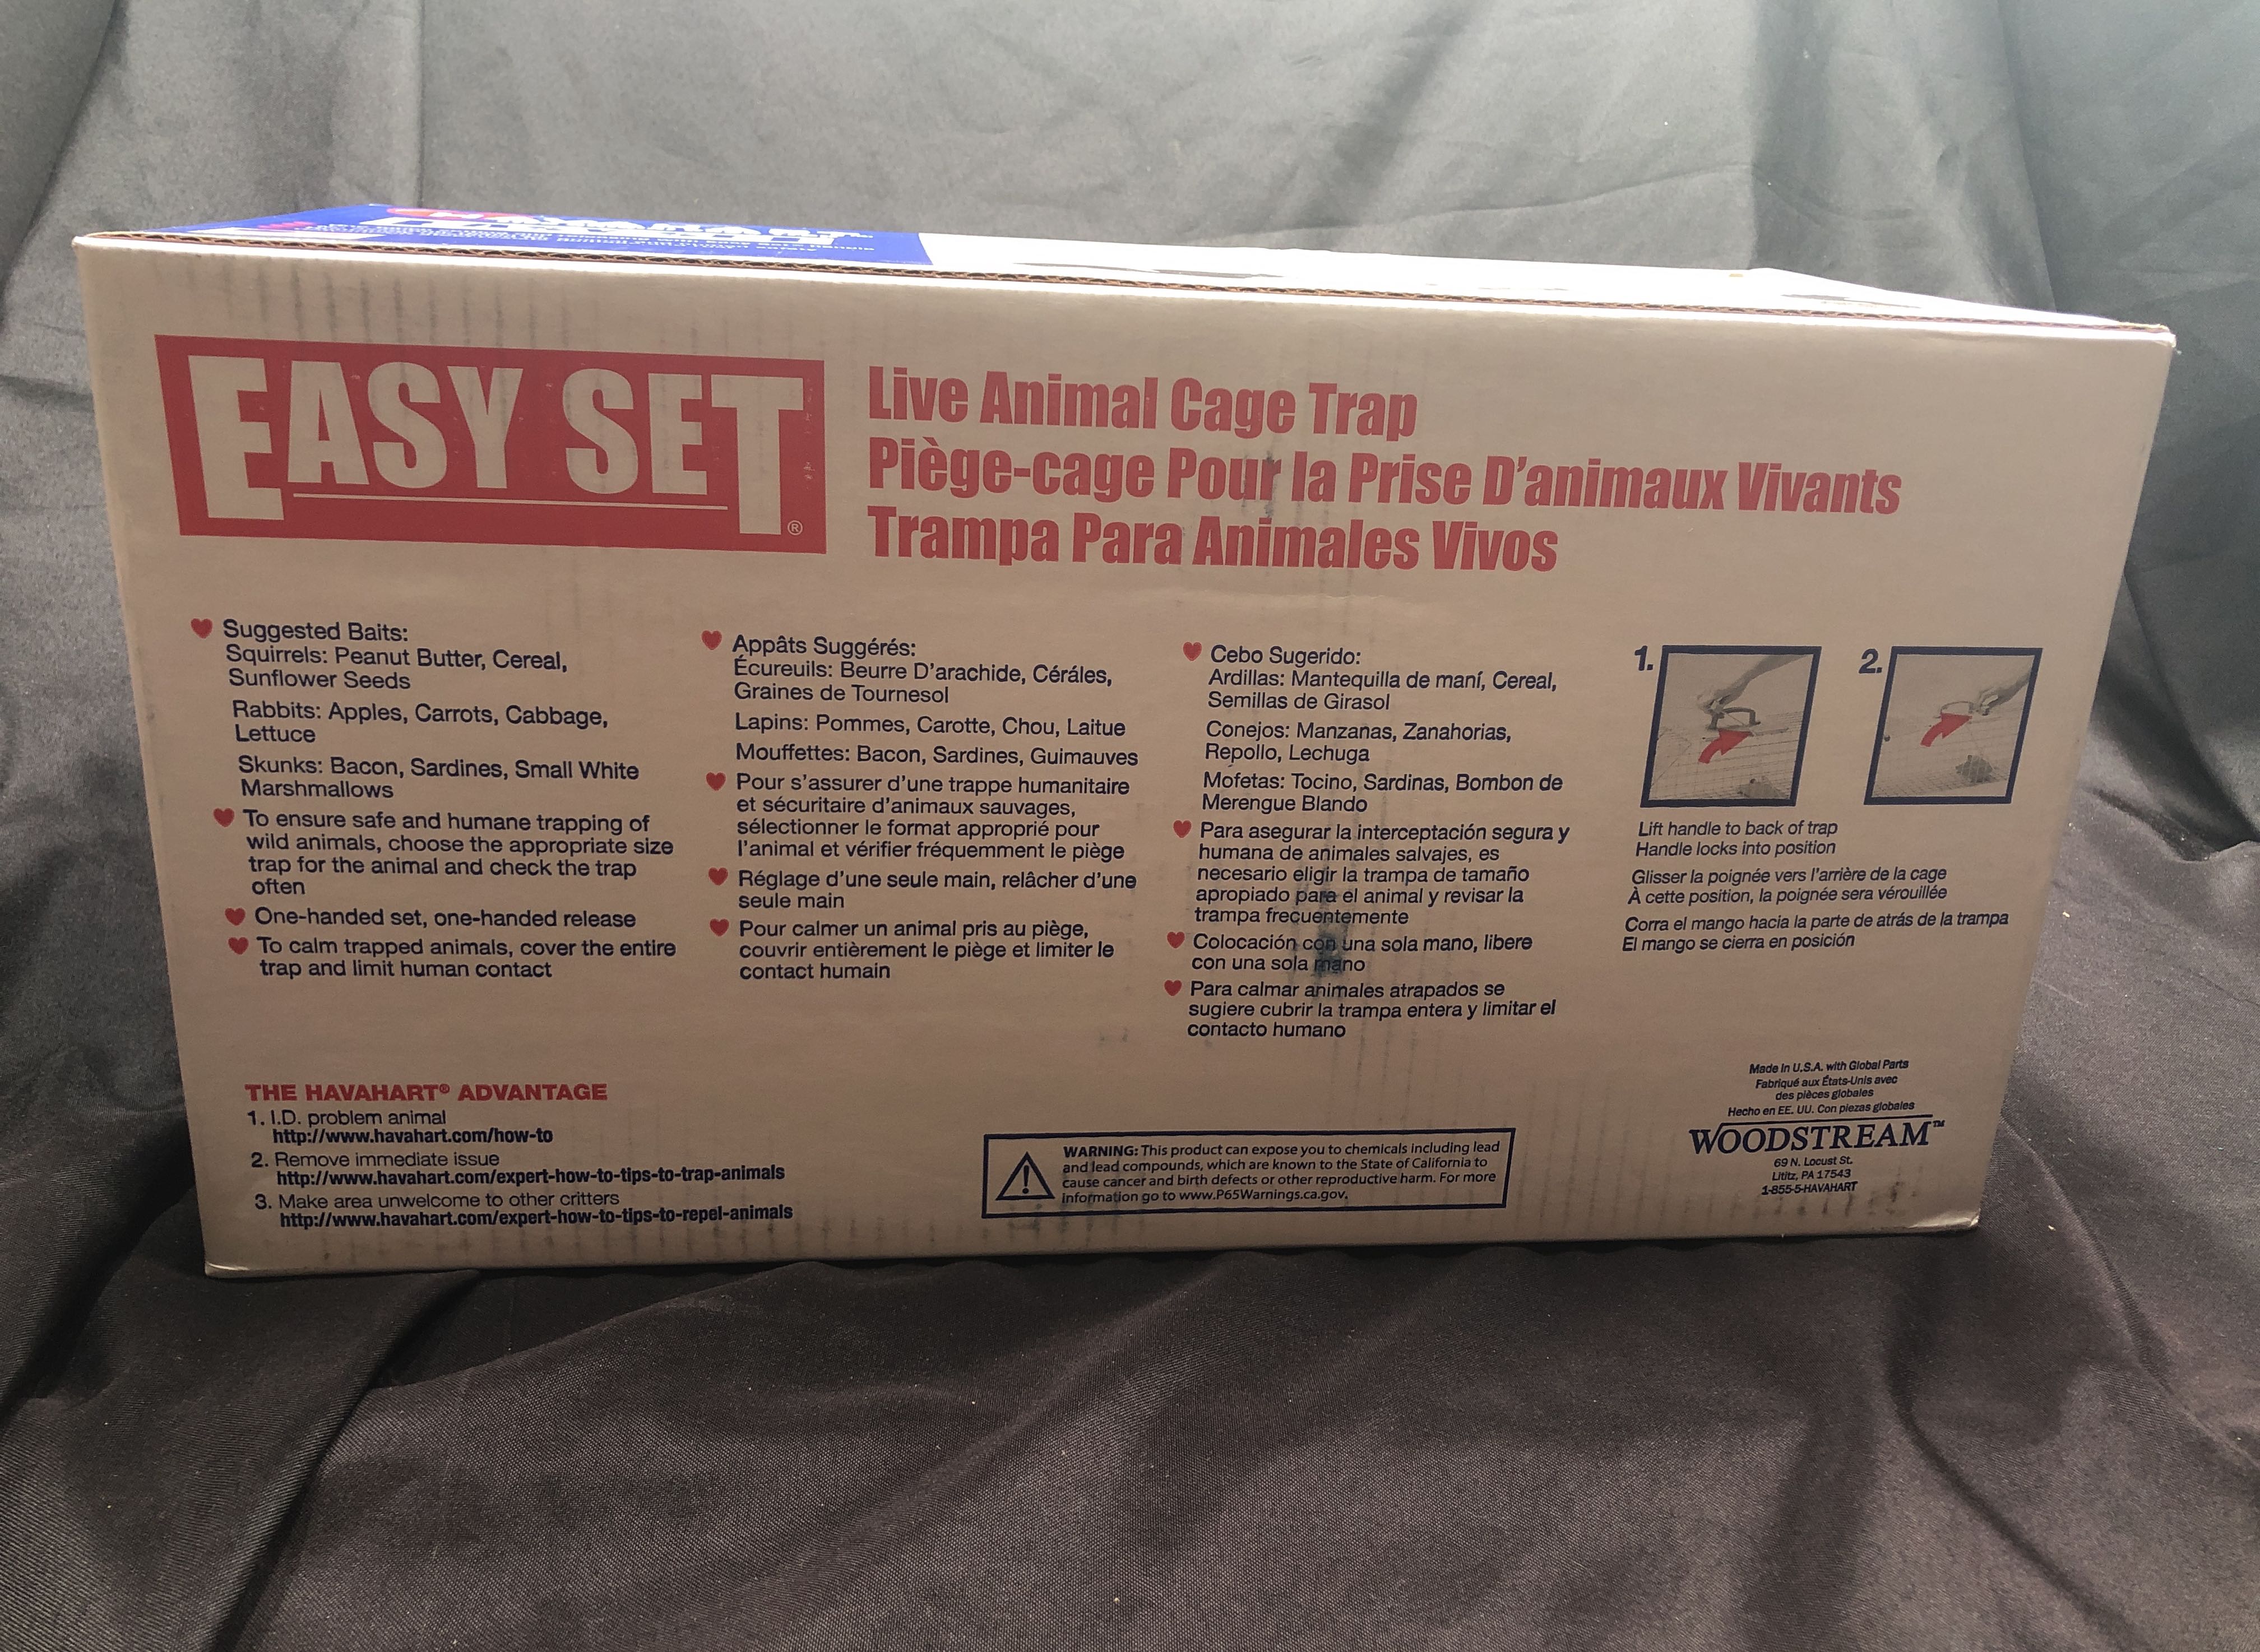 EASY SET®
Live Animal Cage Trap
Piège-cage Pour la Prise D'animaux Vivants
Trampa Para Animales Vivos
Suggested Baits:
Squirrels: Peanut Butter, Cereal,
Sunflower Seeds
Rabbits: Apples, Carrots, Cabbage,
Lettuce
Skunks: Bacon, Sardines, Small White
Marshmallows
To ensure safe and humane trapping of
wild animals, choose the appropriate size
trap for the animal and check the trap
often
One-handed set, one-handed release
To calm trapped animals, cover the entire
trap and limit human contact
Appâts Suggérés:
Écureuils: Beurre D'arachide, Céráles,
Graines de Tournesol
Lapins: Pommes, Carotte, Chou, Laitue
Mouffettes: Bacon, Sardines, Guimauves
Pour s'assurer d'une trappe humanitaire
et sécuritaire d'animaux sauvages,
sélectionner le format approprié pour
l'animal et vérifier fréquemment le piège
Réglage d'une seule main, relâcher d'une
seule main
Pour calmer un animal pris au piège,
couvrir entièrement le piège et limiter le
contact humain
Cebo Sugerido:
Ardillas: Mantequilla de maní, Cereal,
Semillas de Girasol
Conejos: Manzanas, Zanahorias,
Repollo, Lechuga
Mofetas: Tocino, Sardinas, Bombon de
Merengue Blando
Para asegurar la interceptación segura y
humana de animales salvajes, es
necesario eligir la trampa de tamaño
apropiado para el animal y revisar la
trampa frecuentemente
Colocación con una sola mano, libere
con una sola mano
Para calmar animales atrapados se
sugiere cubrir la trampa entera y limitar el
contacto humano
1.
2.
Lift handle to back of trap
Handle locks into position
Glisser la poignée vers l'arrière de la cage
À cette position, la poignée sera vérouillée
Corra el mango hacia la parte de atrás de la trampa
El mango se cierra en posición
THE HAVAHART® ADVANTAGE
1. I.D. problem animal
http://www.havahart.com/how-to
2. Remove immediate issue
http://www.havahart.com/expert-how-to-tips-to-trap-animals
3. Make area unwelcome to other critters
http://www.havahart.com/expert-how-to-tips-to-repel-animals
WARNING: This product can expose you to chemicals including lead
and lead compounds, which are known to the State of California to
cause cancer and birth defects or other reproductive harm. For more
information go to www.P65Warnings.ca.gov.
Made in U.S.A. with Global Parts
Fabriqué aux États-Unis avec
des pièces globales
Hecho en EE. UU. Con piezas globales
WOODSTREAM™
69 N. Locust St.
Lititz, PA 17543
1-855-5-HAVAHART